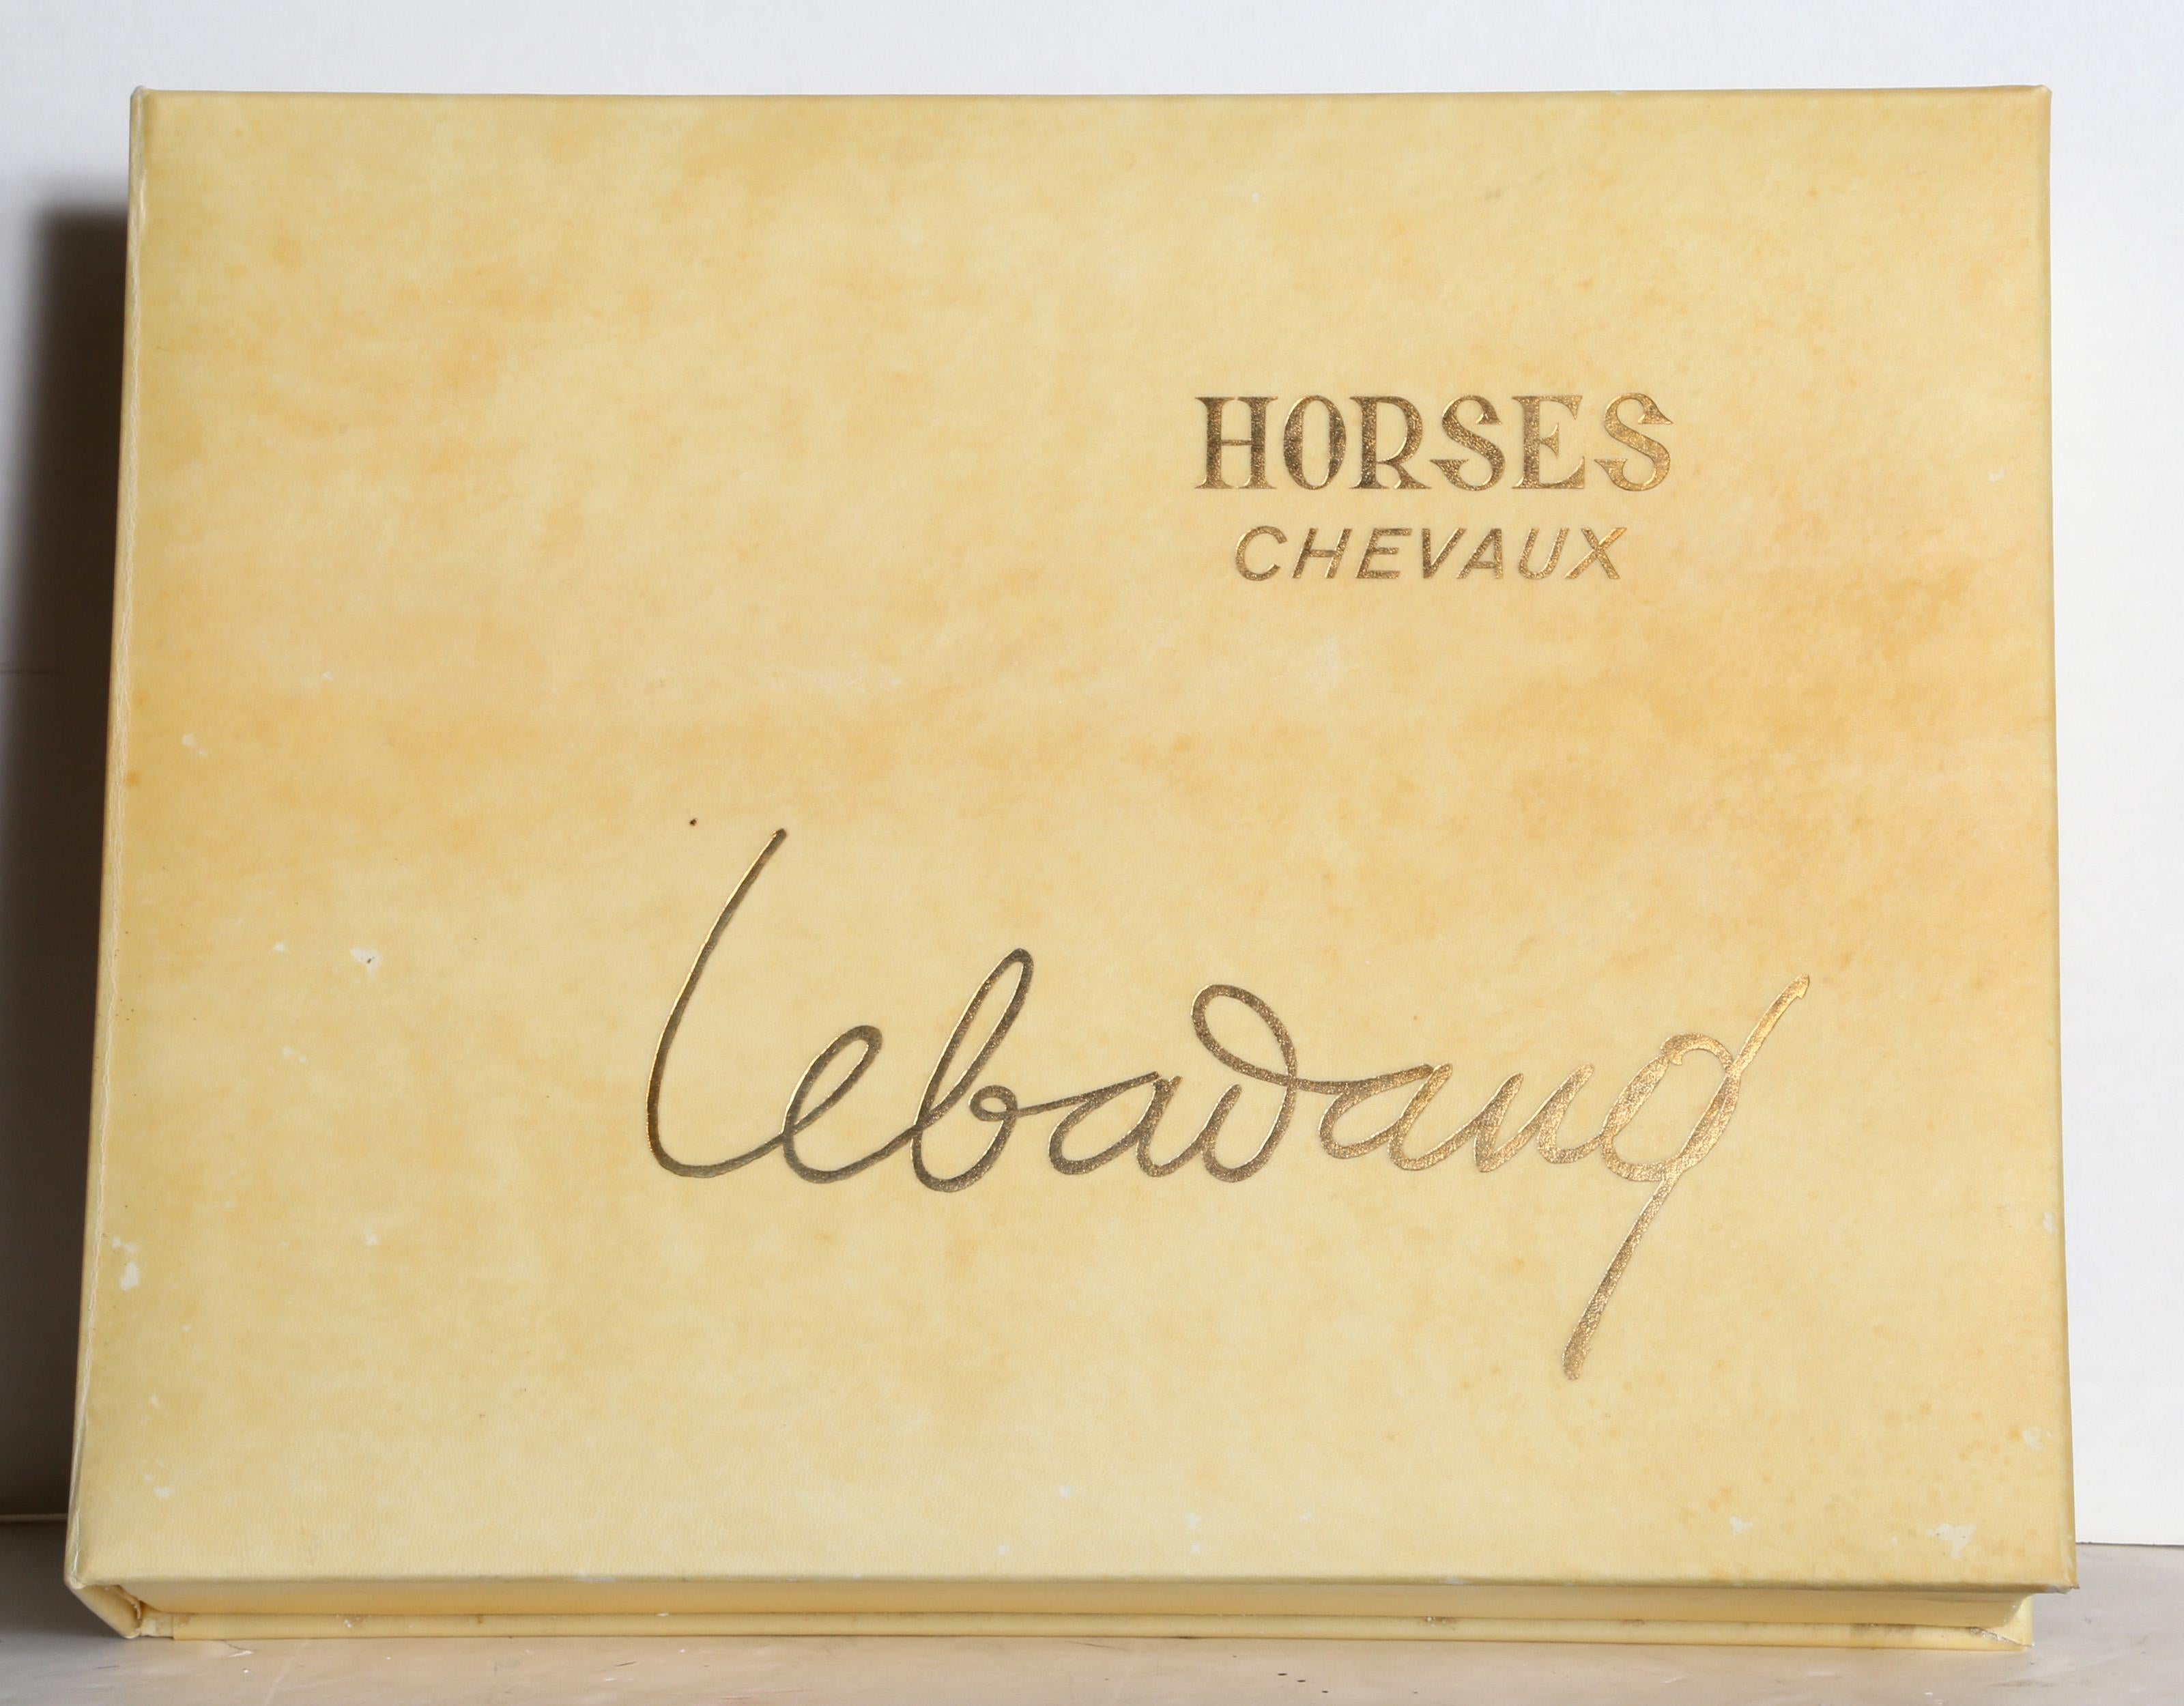 HORSES
CHEVAUX
Lebadang